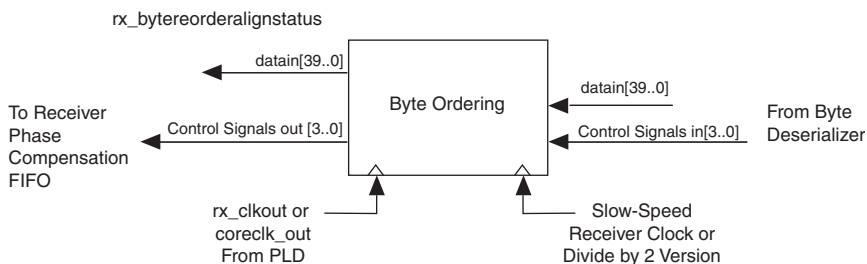 rx_bytereorderalignstatus
datain[39..0]
Byte Ordering
datain[39..0]
To Receiver
Phase
Compensation
FIFO
Control Signals out [3..0]
Control Signals in[3..0]
From Byte
Deserializer
rx_clkout or
coreclk_out
From PLD
Slow-Speed
Receiver Clock or
Divide by 2 Version